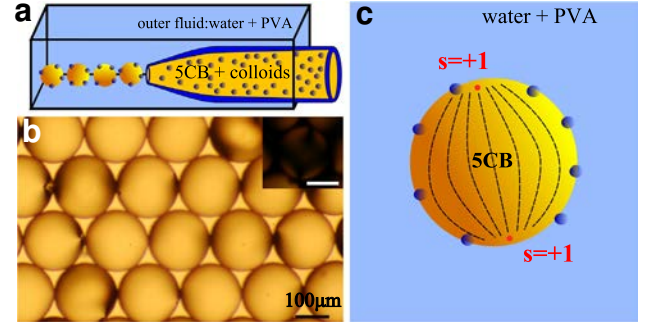 a
outer fluid:water + PVA
5CB + colloids
b
100μm
c
water + PVA
s=+1
5CB
s=+1